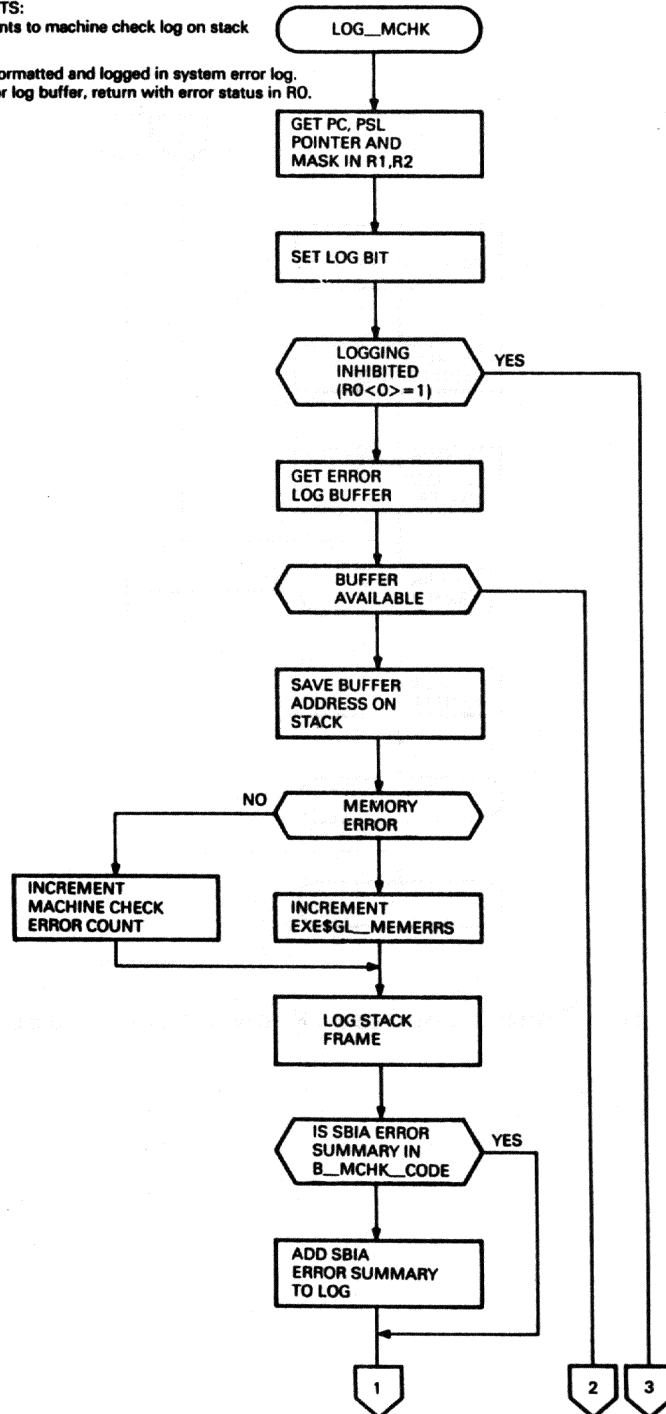 TS:
nts to machine check log on stack
ormatted and logged in system error log.
or log buffer, return with error status in R0.
LOG__MCHK
GET PC, PSL
POINTER AND
MASK IN R1,R2
SET LOG BIT
LOGGING
INHIBITED
(R0<0>=1)
YES
GET ERROR
LOG BUFFER
BUFFER
AVAILABLE
SAVE BUFFER
ADDRESS ON
STACK
NO
MEMORY
ERROR
INCREMENT
MACHINE CHECK
ERROR COUNT
INCREMENT
EXE$GL__MEMERRS
LOG STACK
FRAME
IS SBIA ERROR
SUMMARY IN
B__MCHK__CODE
YES
ADD SBIA
ERROR SUMMARY
TO LOG
1
2
3